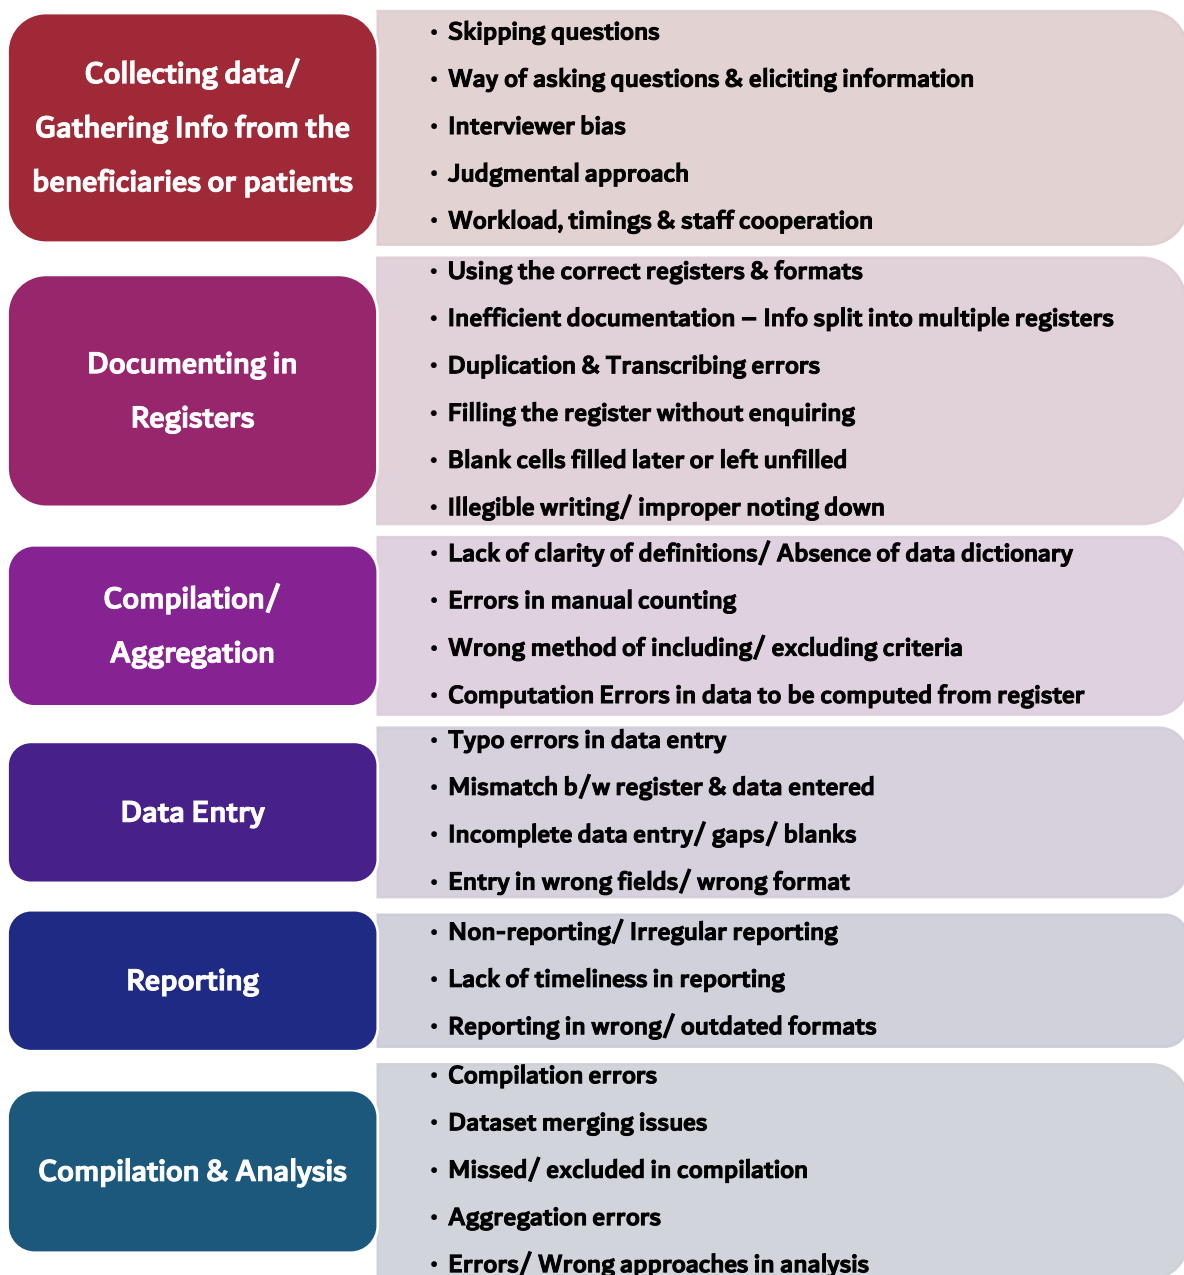 Collecting data/
Gathering Info from the
beneficiaries or patients
• Skipping questions
• Way of asking questions & eliciting information
• Interviewer bias
• Judgmental approach
• Workload, timings & staff cooperation
Documenting in
Registers
• Using the correct registers & formats
• Inefficient documentation – Info split into multiple registers
• Duplication & Transcribing errors
• Filling the register without enquiring
• Blank cells filled later or left unfilled
• Illegible writing/ improper noting down
Compilation/
Aggregation
• Lack of clarity of definitions/ Absence of data dictionary
• Errors in manual counting
• Wrong method of including/ excluding criteria
• Computation Errors in data to be computed from register
Data Entry
• Typo errors in data entry
• Mismatch b/w register & data entered
• Incomplete data entry/ gaps/ blanks
• Entry in wrong fields/ wrong format
Reporting
• Non-reporting/ Irregular reporting
• Lack of timeliness in reporting
• Reporting in wrong/ outdated formats
Compilation & Analysis
• Compilation errors
• Dataset merging issues
• Missed/ excluded in compilation
• Aggregation errors
• Errors/ Wrong approaches in analysis